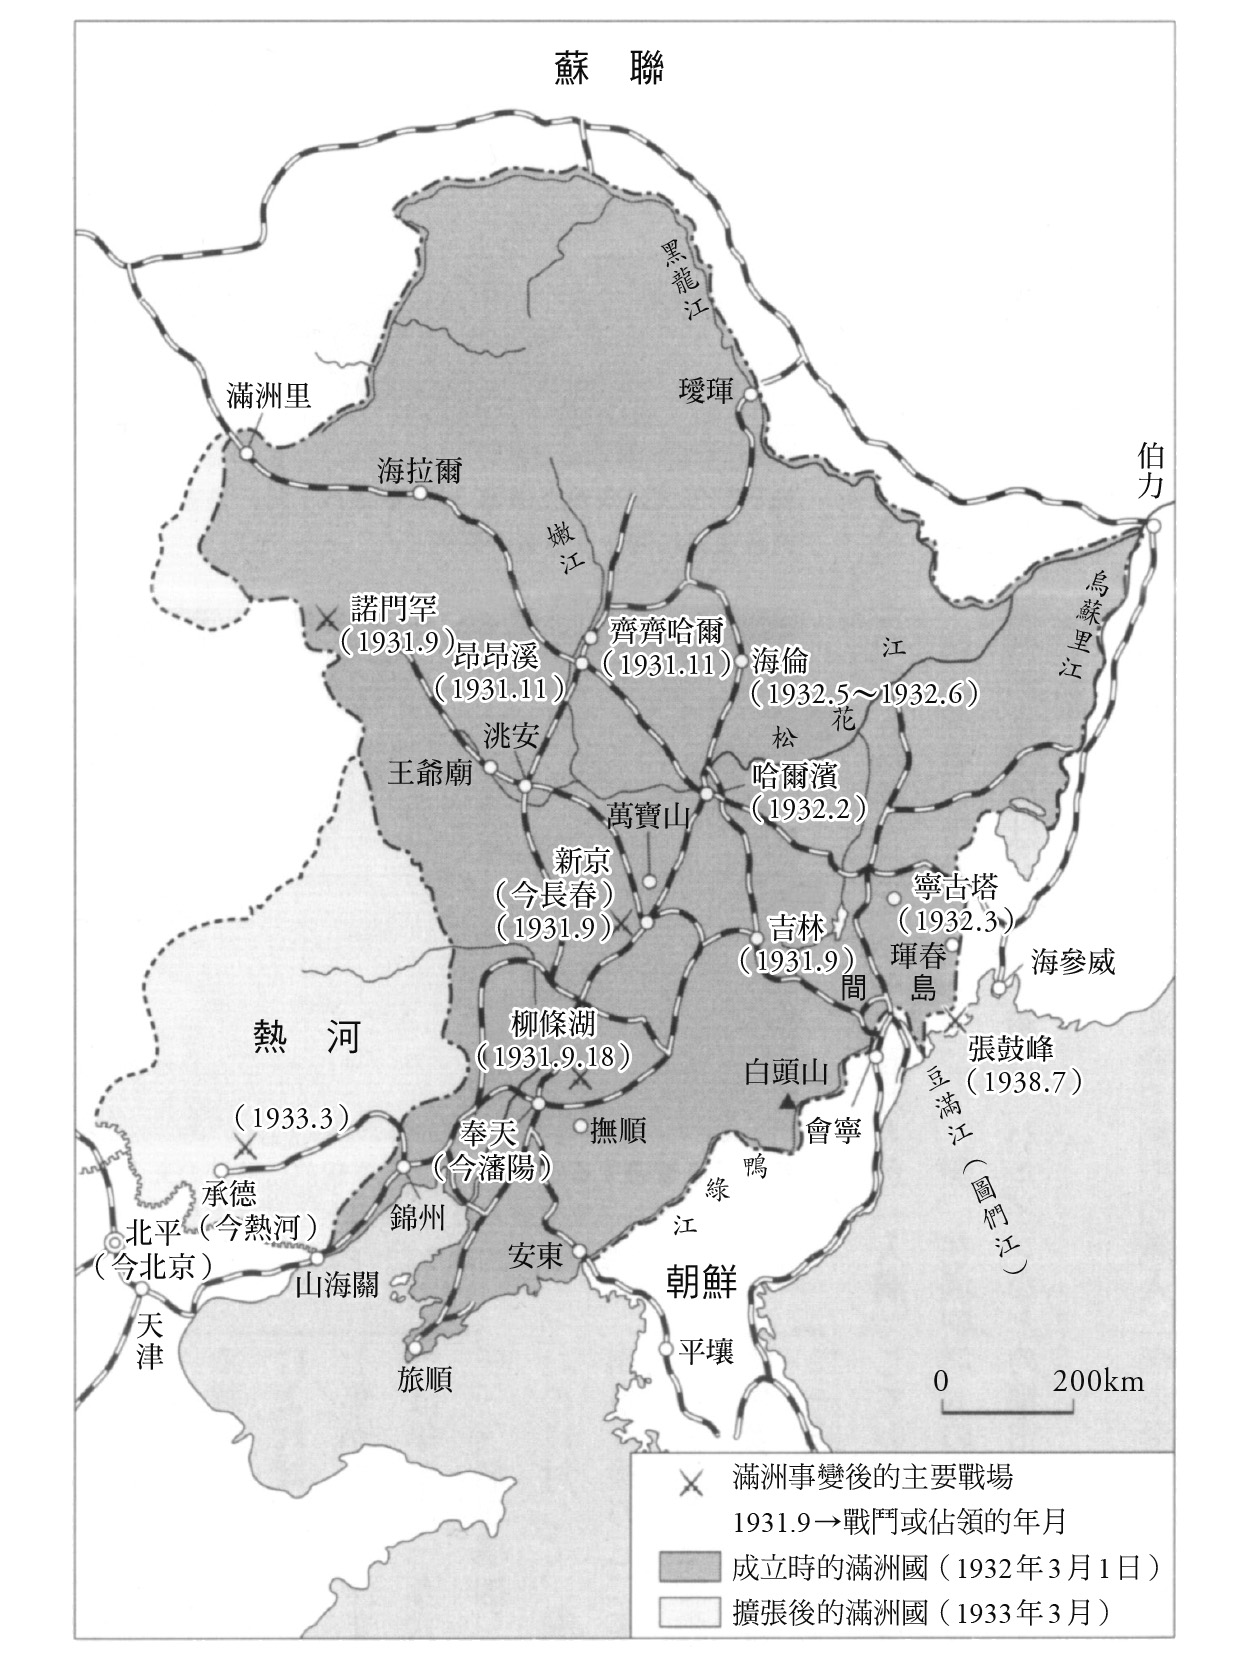 蘇 聯
黑龍江
璦琿
滿洲里
海拉爾
伯力
嫩江
烏蘇里江
諾門罕
（1931.9）
齊齊哈爾
（1931.11）
昂昂溪
（1931.11）
海倫
（1932.5～1932.6）
松花江
洮安
王爺廟
哈爾濱
（1932.2）
萬寶山
新京
（今長春）
（1931.9）
寧古塔
（1932.3）
吉林
（1931.9）
琿春
間 島
海參威
熱 河
柳條湖
（1931.9.18）
張鼓峰
（1938.7）
白頭山
豆滿江（圖們江）
（1933.3）
奉天
（今瀋陽）
撫順
會寧
鴨綠江
承德
（今熱河）
錦州
北平
（今北京）
安東
山海關
朝鮮
天津
平壤
旅順
0 200km
滿洲事變後的主要戰場
1931.9→戰鬥或佔領的年月
成立時的滿洲國（1932年3月1日）
擴張後的滿洲國（1933年3月）